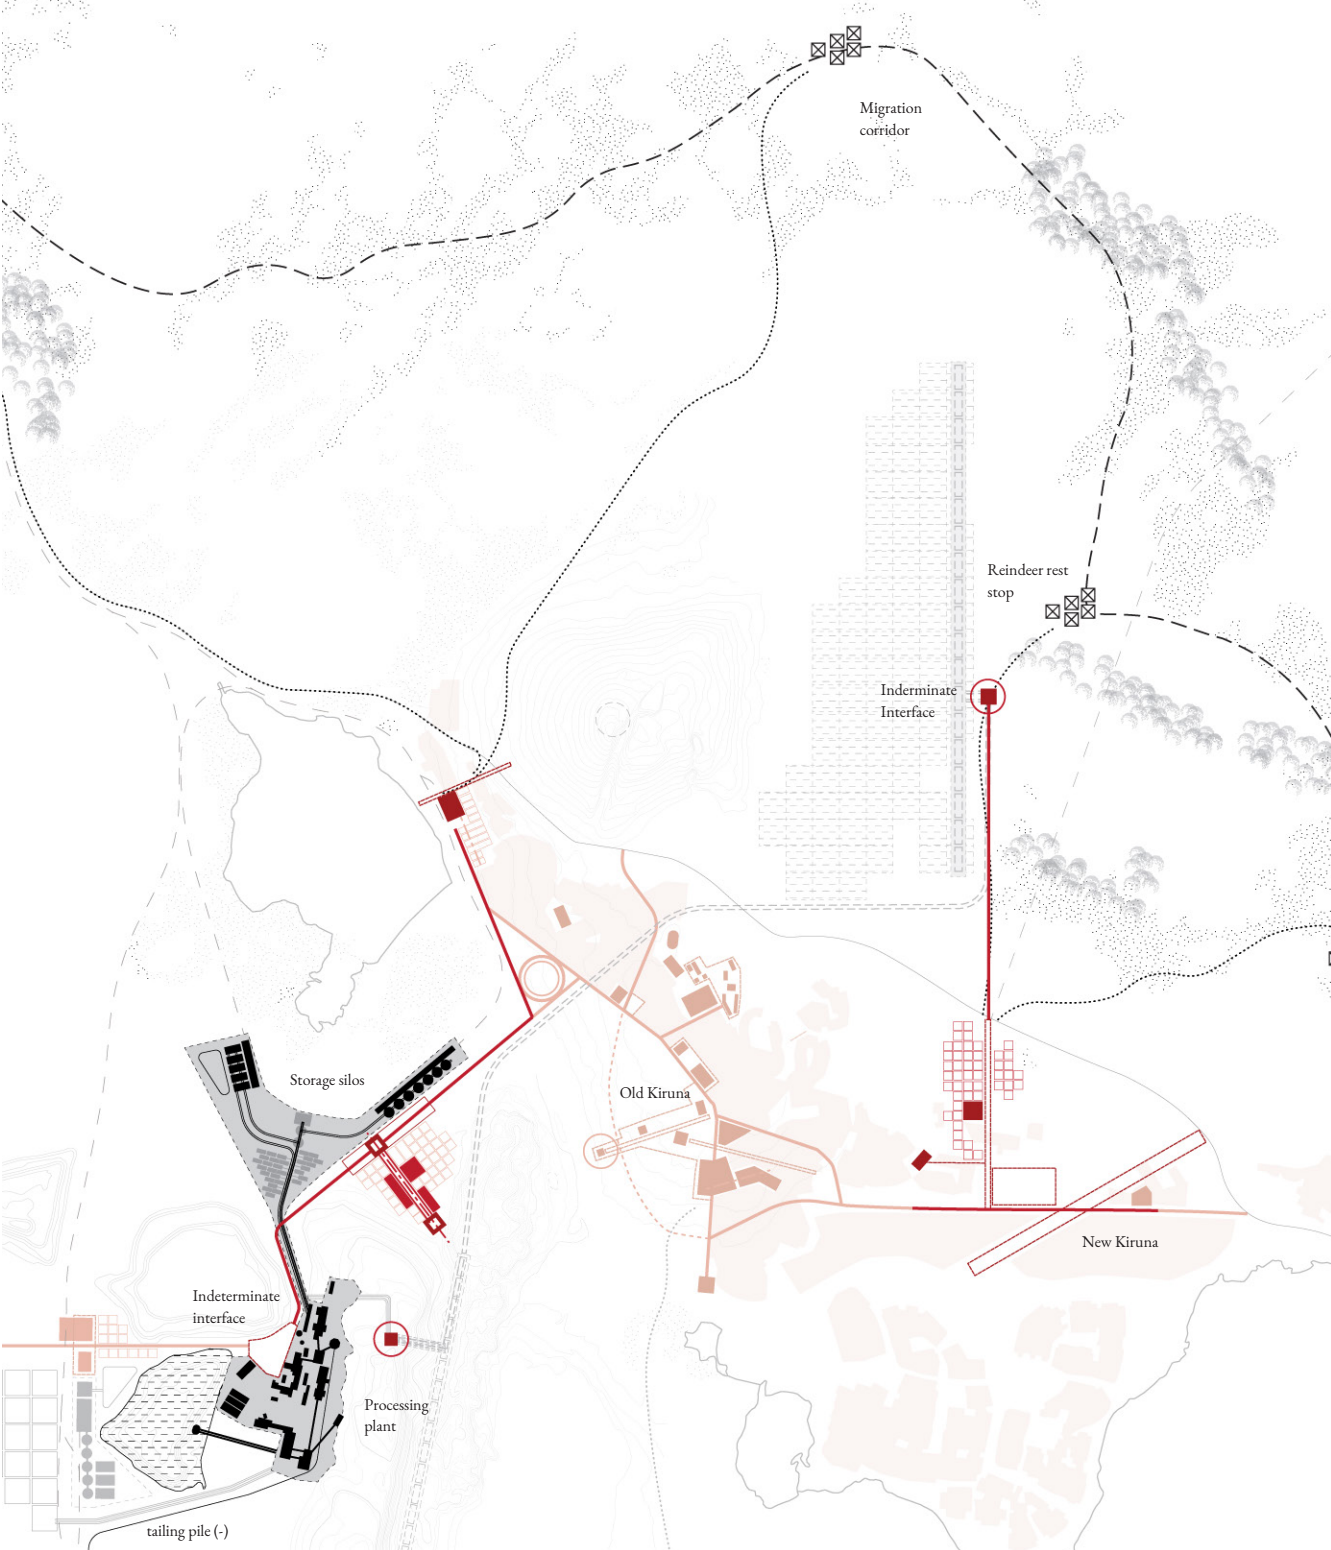 Migration
corridor
Reindeer rest
stop
Inderminate
Interface
Storage silos
Old Kiruna
New Kiruna
Indeterminate
interface
Processing
plant
tailing pile (-)